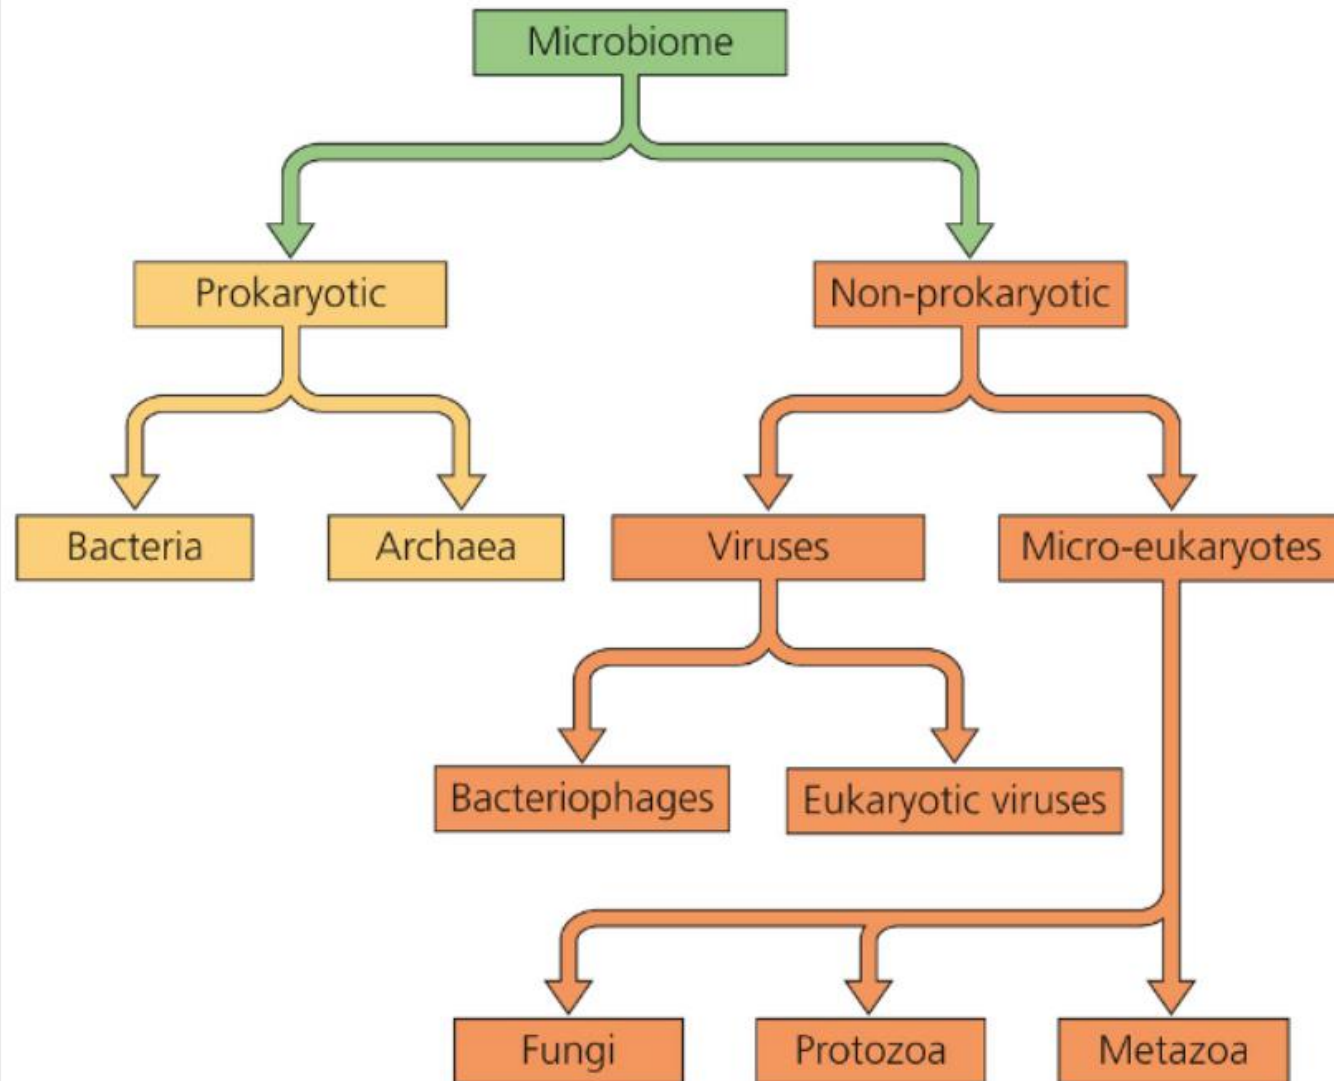 Microbiome
Prokaryotic
Non-prokaryotic
Bacteria
Archaea
Viruses
Micro-eukaryotes
Bacteriophages
Eukaryotic viruses
Fungi
Protozoa
Metazoa